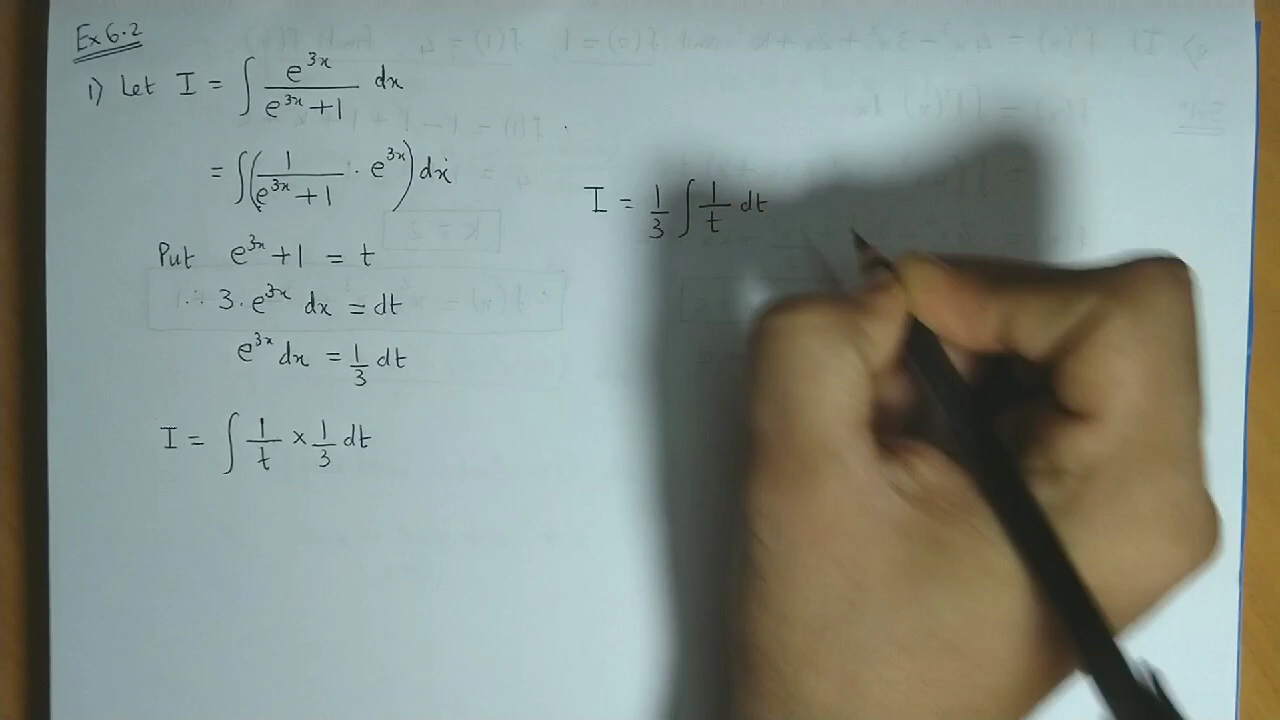 Ex 6.2
1) Let I = ∫ e^{3x}/(e^{3x}+1) dx
= ∫(1/(e^{3x}+1) · e^{3x}) dx
Put e^{3x}+1 = t
∴ 3·e^{3x} dx = dt
e^{3x} dx = 1/3 dt
I = ∫ 1/t × 1/3 dt
I = 1/3 ∫ 1/t dt